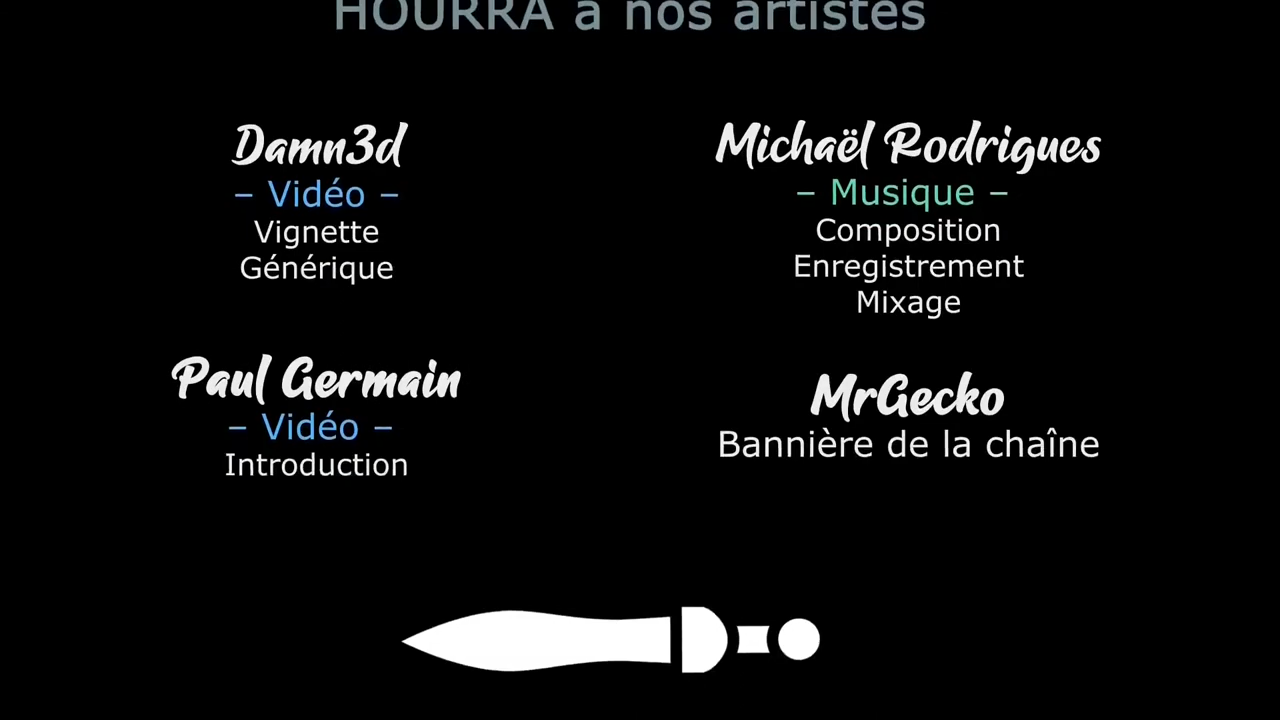 HOURRA à nos artistes
Damn3d
– Vidéo –
Vignette
Générique
Michaël Rodrigues
– Musique –
Composition
Enregistrement
Mixage
Paul Germain
– Vidéo –
Introduction
MrGecko
Bannière de la chaîne